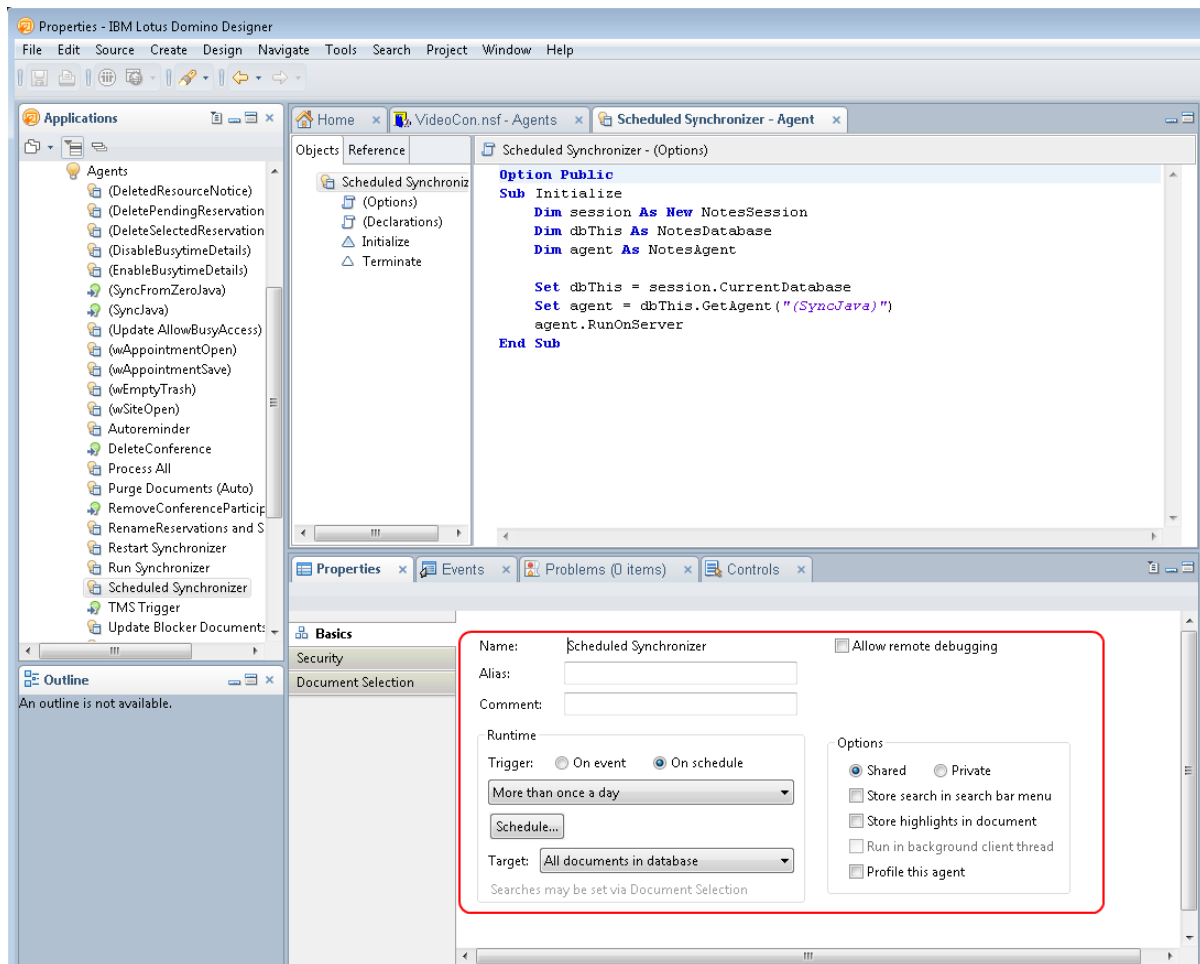 Properties - IBM Lotus Domino Designer
File Edit Source Create Design Navigate Tools Search Project Window Help
Applications
Agents
(DeletedResourceNotice)
(DeletePendingReservation
(DeleteSelectedReservation
(DisableBusytimeDetails)
(EnableBusytimeDetails)
(SyncFromZeroJava)
(SyncJava)
(Update AllowBusyAccess)
(wAppointmentOpen)
(wAppointmentSave)
(wEmptyTrash)
(wSiteOpen)
Autoreminder
DeleteConference
Process All
Purge Documents (Auto)
RemoveConferencePartici
RenameReservations and S
Restart Synchronizer
Run Synchronizer
Scheduled Synchronizer
TMS Trigger
Update Blocker Documents
Outline
An outline is not available.
Home VideoCon.nsf - Agents Scheduled Synchronizer - Agent
Objects Reference
Scheduled Synchroniz
(Options)
(Declarations)
Initialize
Terminate
Scheduled Synchronizer - (Options)
Option Public
Sub Initialize
Dim session As New NotesSession
Dim dbThis As NotesDatabase
Dim agent As NotesAgent
Set dbThis = session.CurrentDatabase
Set agent = dbThis.GetAgent("(SyncJava)")
agent.RunOnServer
End Sub
Properties Events Problems (0 items) Controls
Basics
Security
Document Selection
Name: Scheduled Synchronizer
Alias:
Comment:
Allow remote debugging
Runtime
Trigger: On event On schedule
More than once a day
Schedule...
Target: All documents in database
Searches may be set via Document Selection
Options
Shared Private
Store search in search bar menu
Store highlights in document
Run in background client thread
Profile this agent